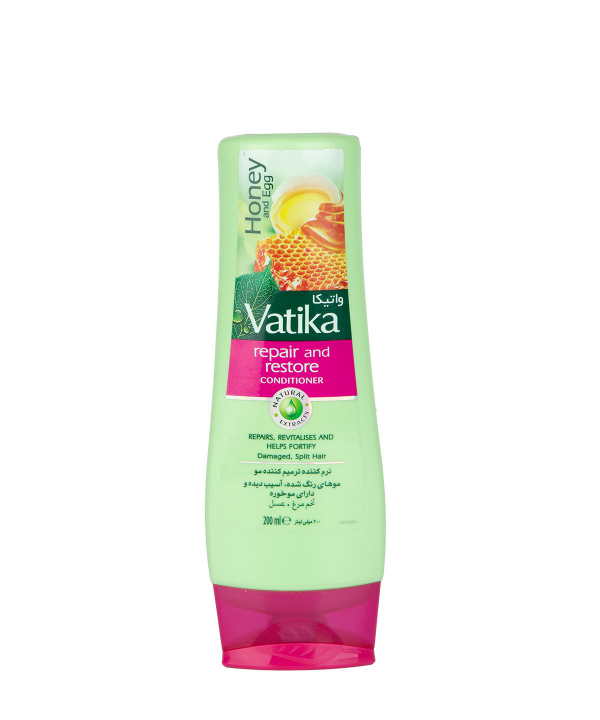 Honey
and Egg
واتيكا
Vatika
repair and
restore
CONDITIONER
NATURAL
EXTRACTS
REPAIRS, REVITALISES AND
HELPS FORTIFY
Damaged, Split Hair
نرم کننده ترمیم کننده مو
موهای رنگ شده، آسیب دیده و
دارای موخوره
تخم مرغ ، عسل
200 ml e ۲۰۰ میلی لیتر